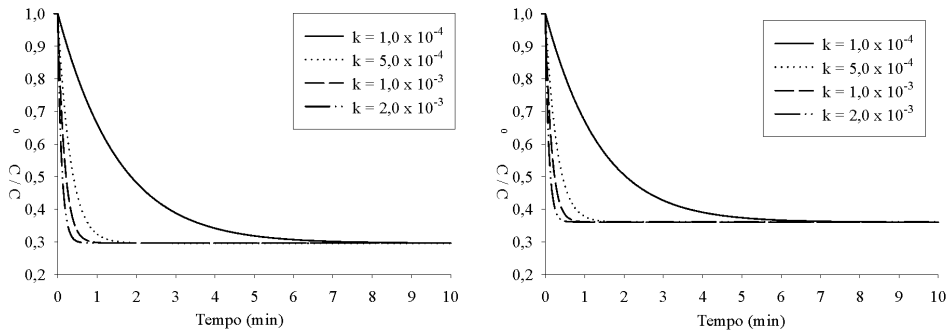 1,0
0,9
0,8
0,7
0,6
0,5
0,4
0,3
0,2
C / C o
0 1 2 3 4 5 6 7 8 9 10
Tempo (min)
k = 1,0 x 10-4
k = 5,0 x 10-4
k = 1,0 x 10-3
k = 2,0 x 10-3
1,0
0,9
0,8
0,7
0,6
0,5
0,4
0,3
0,2
C / C o
0 1 2 3 4 5 6 7 8 9 10
Tempo (min)
k = 1,0 x 10-4
k = 5,0 x 10-4
k = 1,0 x 10-3
k = 2,0 x 10-3